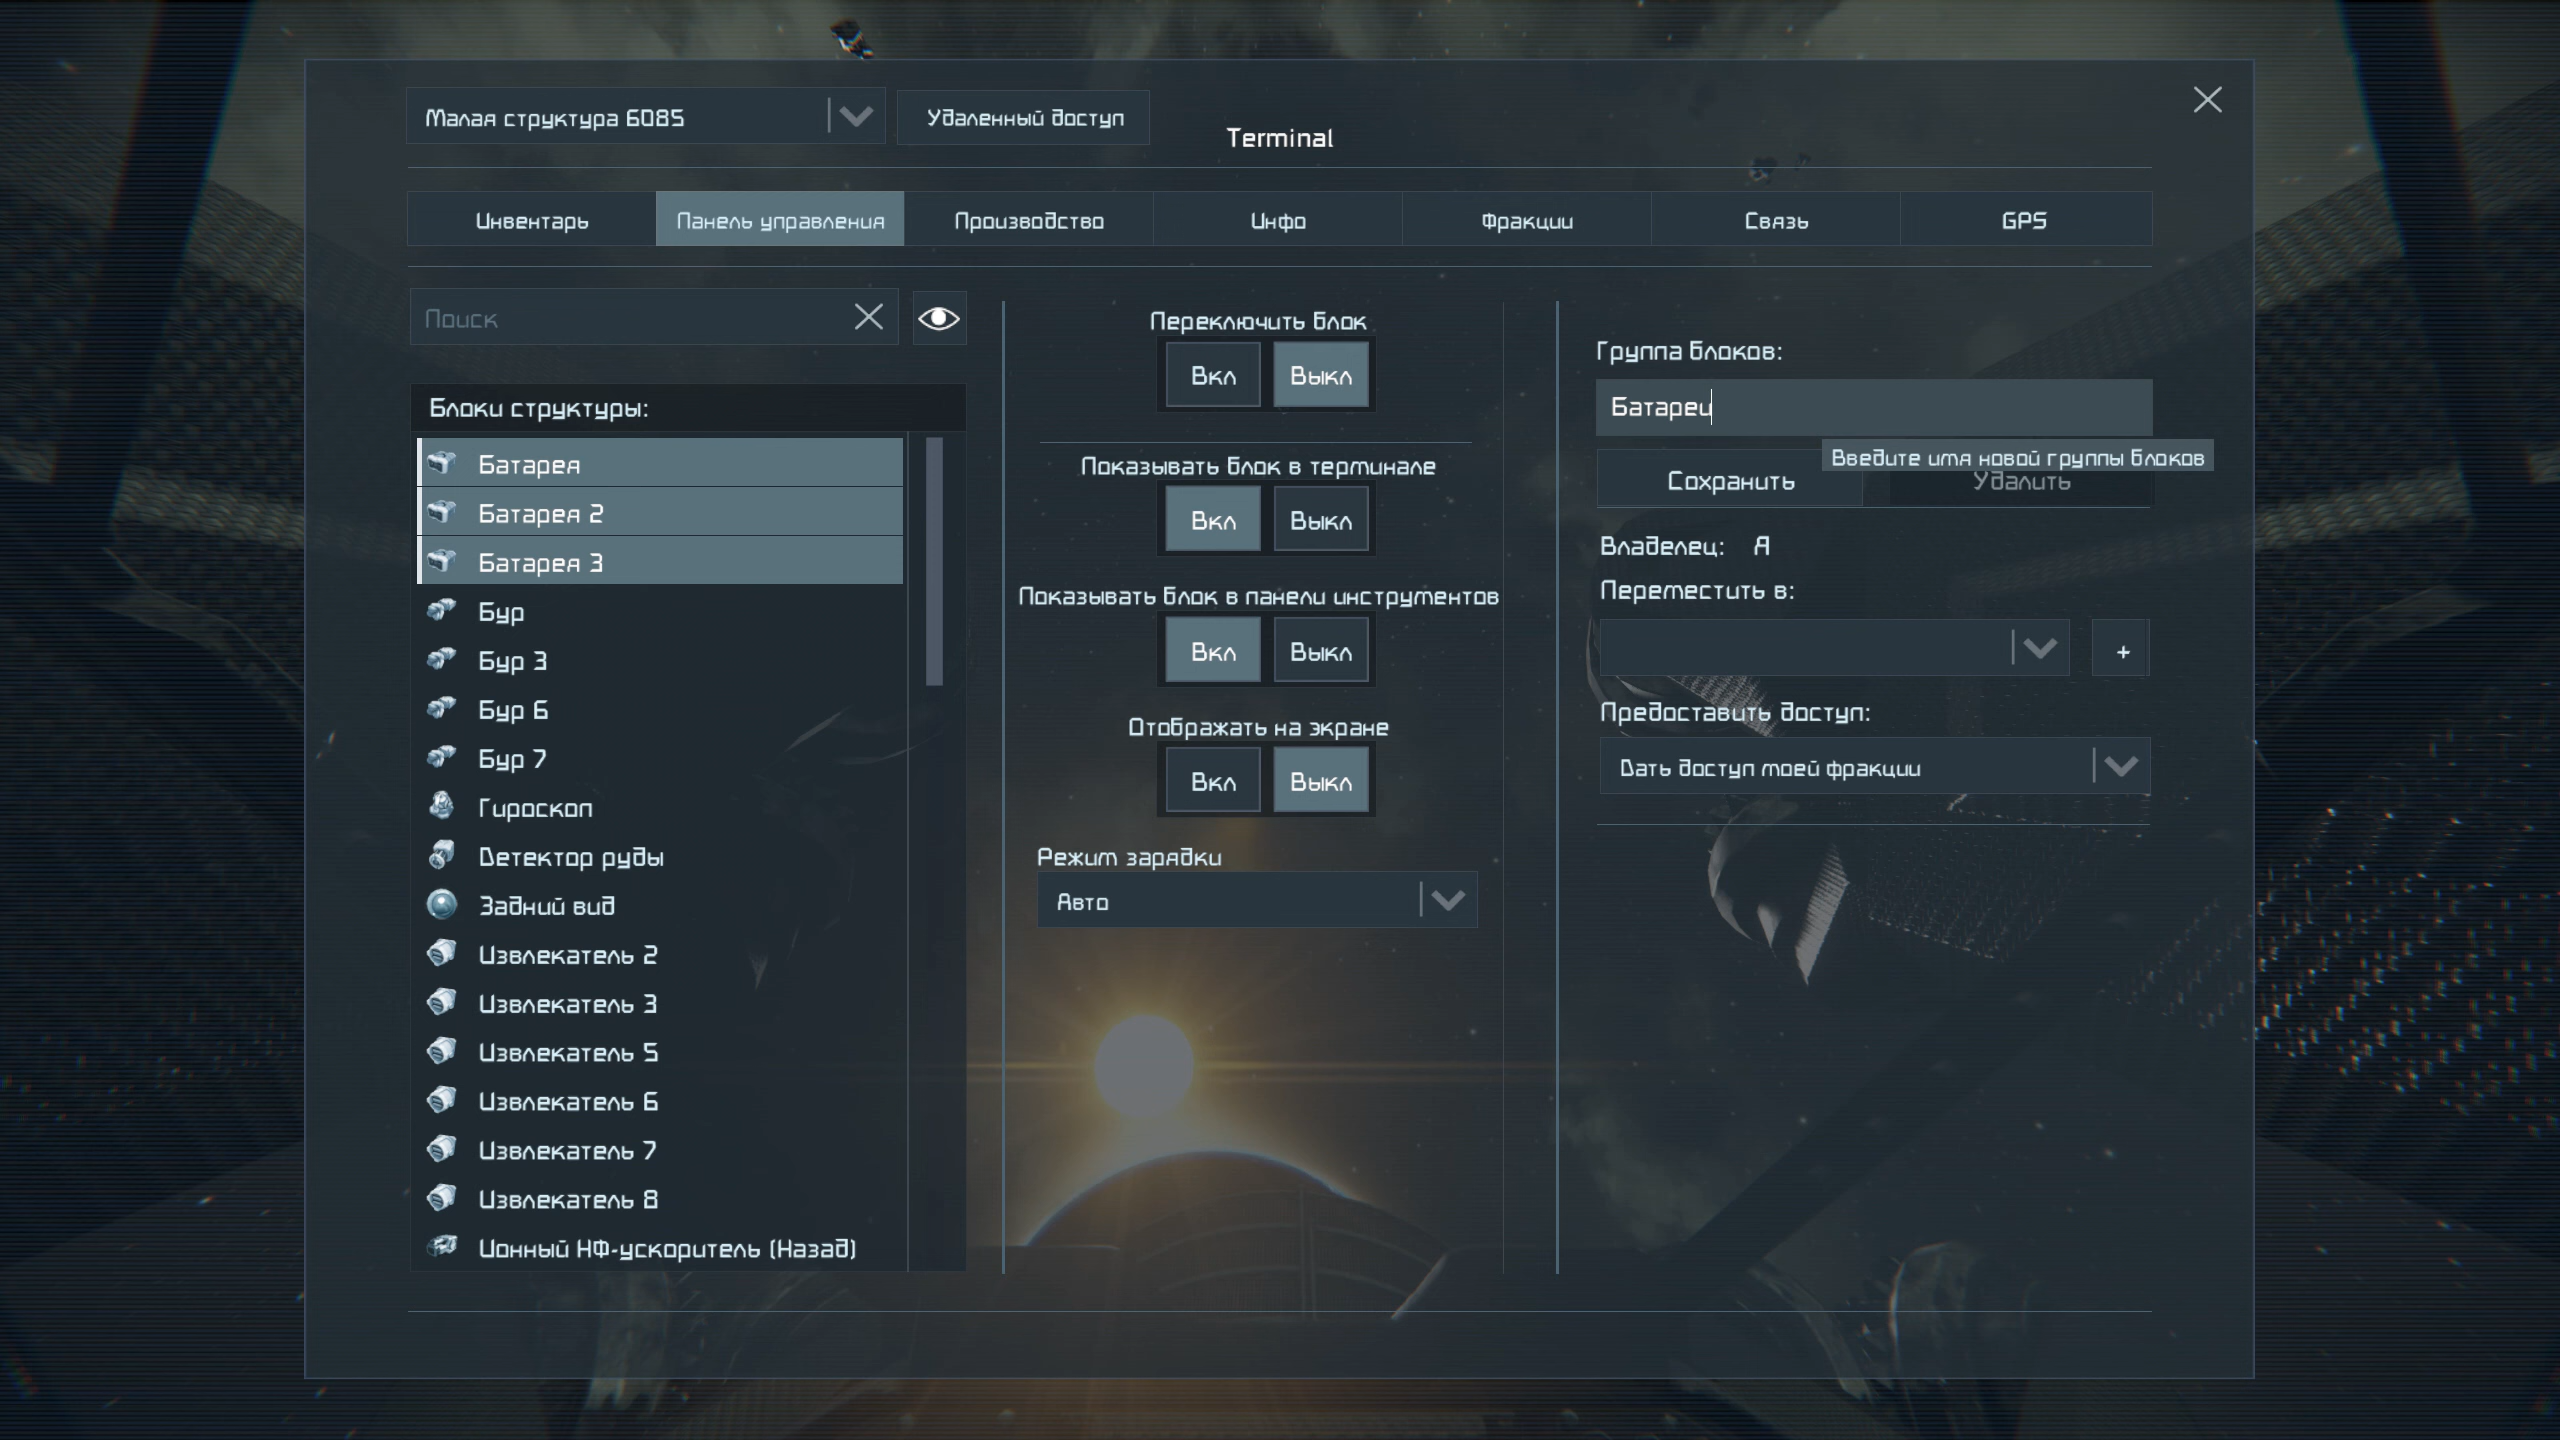 Малая структура 6085
Удаленный доступ
Terminal
Инвентарь
Панель управления
Производство
Инфо
Фракции
Связь
GPS
Поиск
Блоки структуры:
Батарея
Батарея 2
Батарея 3
Бур
Бур 3
Бур 6
Бур 7
Гироскоп
Детектор руды
Задний вид
Извлекатель 2
Извлекатель 3
Извлекатель 5
Извлекатель 6
Извлекатель 7
Извлекатель 8
Ионный НФ-ускоритель (Назад)
Переключить блок
Вкл
Выкл
Показывать блок в терминале
Вкл
Выкл
Показывать блок в панели инструментов
Вкл
Выкл
Отображать на экране
Вкл
Выкл
Режим зарядки
Авто
Группа блоков:
Батареи
Введите имя новой группы блоков
Сохранить
Удалить
Владелец: A
Переместить в:
+
Предоставить доступ:
Дать доступ моей фракции